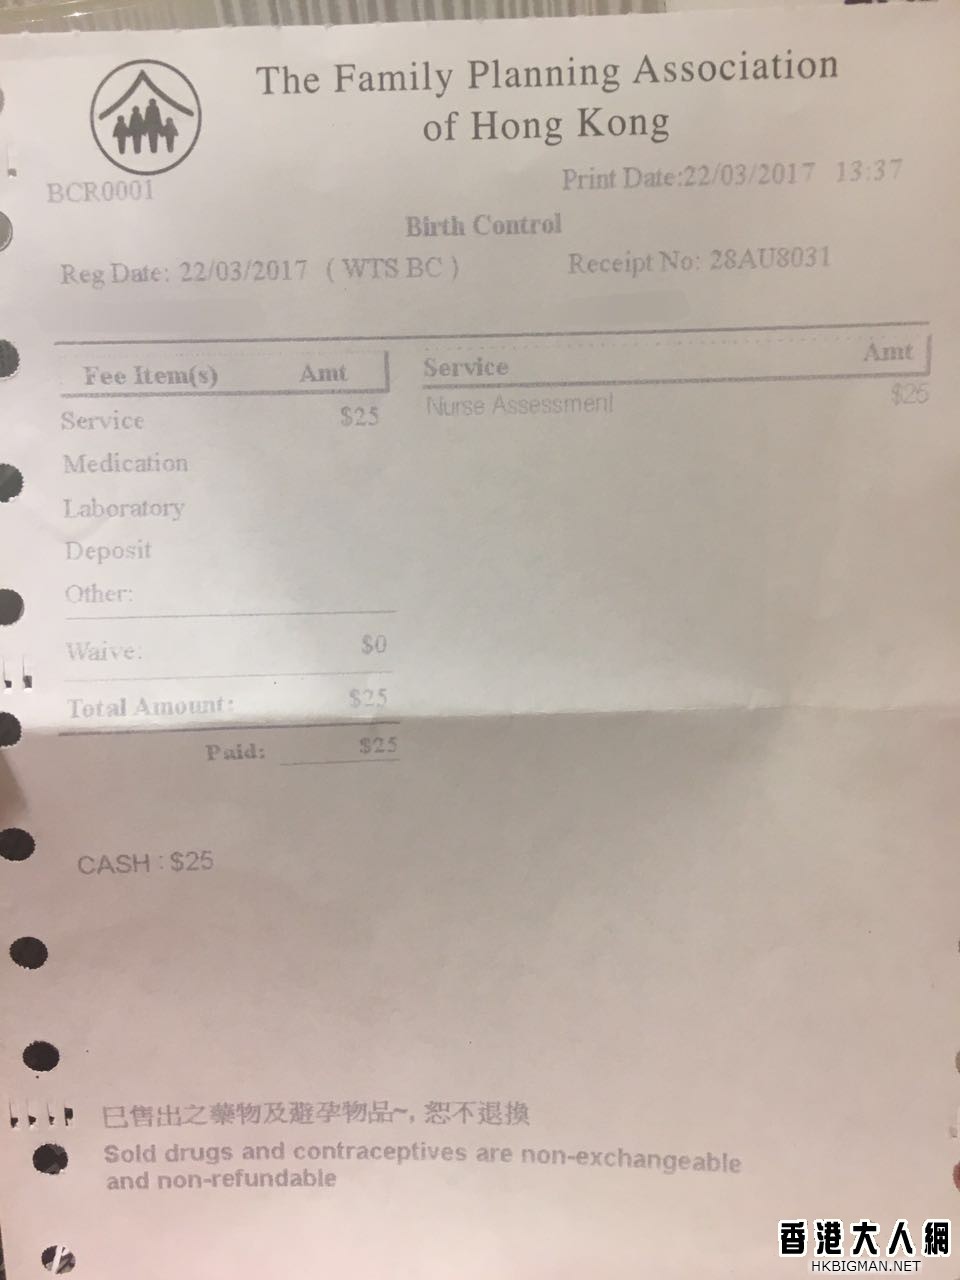 The Family Planning Association
of Hong Kong
BCR0001
Print Date:22/03/2017 13:37
Birth Control
Reg Date: 22/03/2017 ( WTS BC )
Receipt No: 28AU8031
Fee Item(s) Amt
Service $25
Medication
Laboratory
Deposit
Other:
Waive: $0
Total Amount: $25
Paid: $25
Service Amt
Nurse Assessment $25
CASH : $25
已售出之藥物及避孕物品~, 恕不退換
Sold drugs and contraceptives are non-exchangeable
and non-refundable
香港大人網
HKBIGMAN.NET